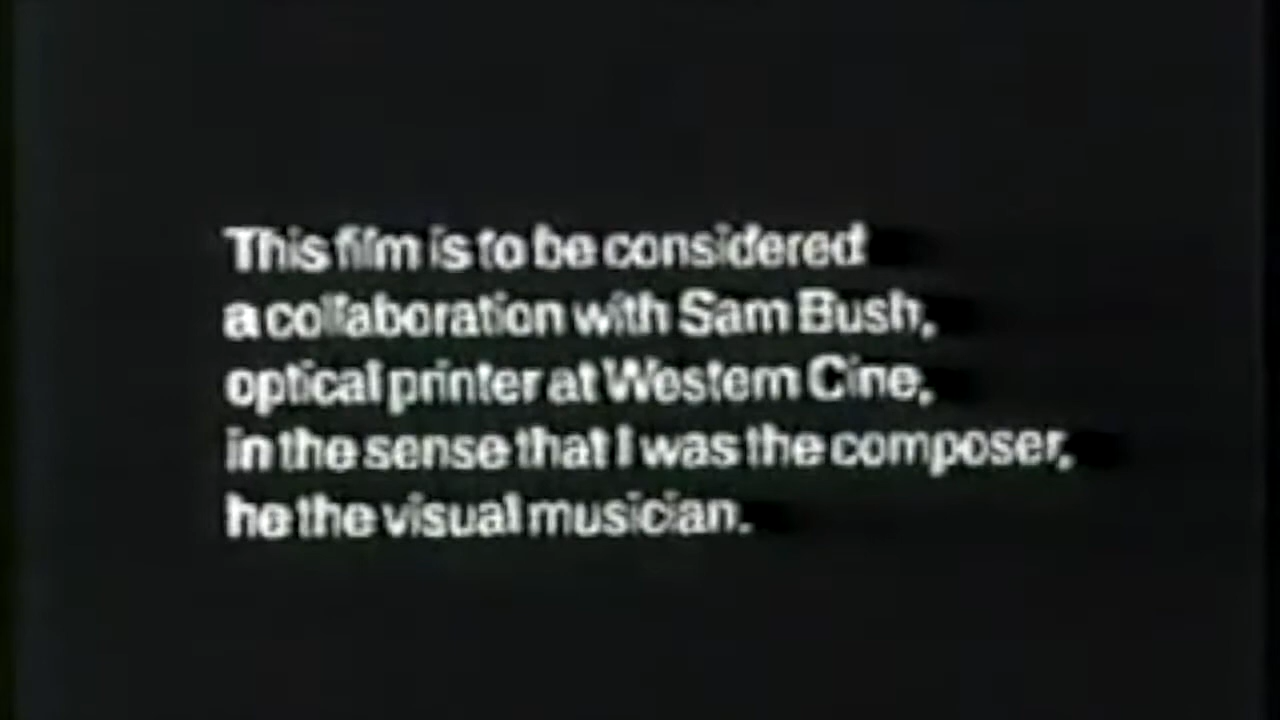 This film is to be considered
a collaboration with Sam Bush,
optical printer at Western Cine,
in the sense that I was the composer,
he the visual musician.